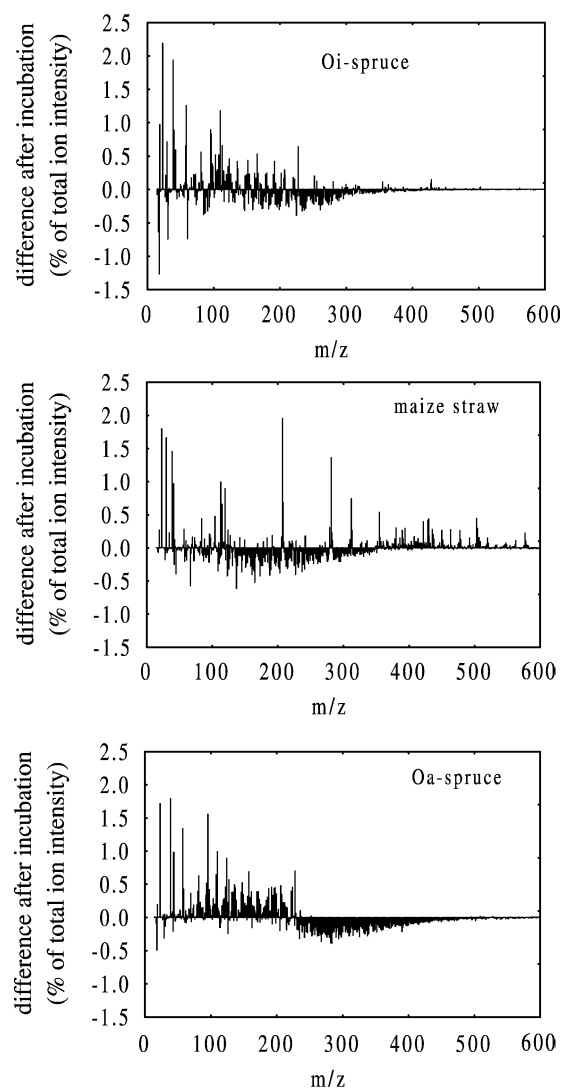 difference after incubation
(% of total ion intensity)
2.5
2.0
1.5
1.0
0.5
0.0
-0.5
-1.0
-1.5
Oi-spruce
0 100 200 300 400 500 600
m/z
difference after incubation
(% of total ion intensity)
2.5
2.0
1.5
1.0
0.5
0.0
-0.5
-1.0
-1.5
maize straw
0 100 200 300 400 500 600
m/z
difference after incubation
(% of total ion intensity)
2.5
2.0
1.5
1.0
0.5
0.0
-0.5
-1.0
-1.5
Oa-spruce
0 100 200 300 400 500 600
m/z